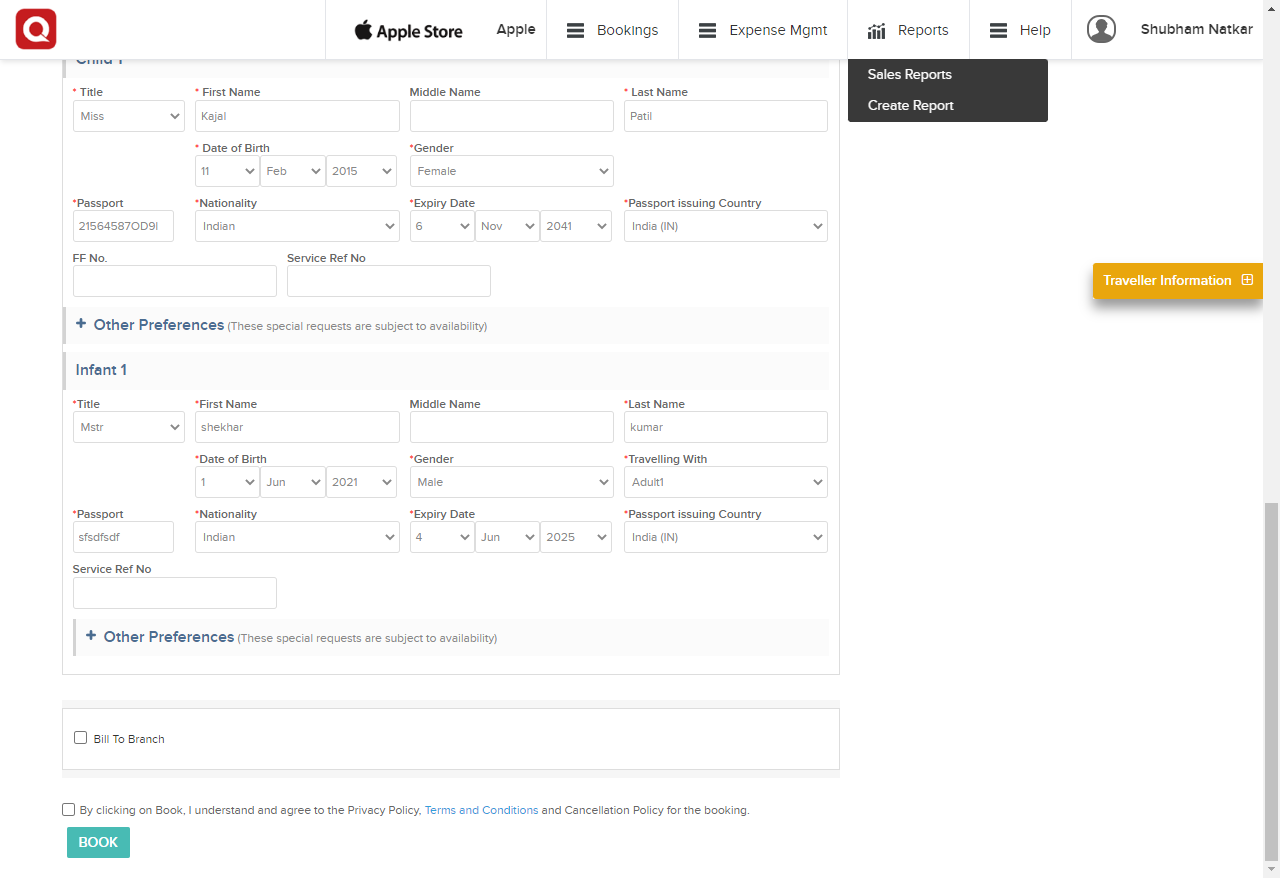 Apple Store Apple Bookings Expense Mgmt Reports Help Shubham Natkar
Sales Reports
Create Report
Child 1
* Title * First Name Middle Name * Last Name
Miss Kajal Patil
* Date of Birth *Gender
11 Feb 2015 Female
*Passport *Nationality *Expiry Date *Passport issuing Country
21564587OD9I Indian 6 Nov 2041 India (IN)
FF No. Service Ref No
Traveller Information
+ Other Preferences (These special requests are subject to availability)
Infant 1
*Title *First Name Middle Name *Last Name
Mstr shekhar kumar
*Date of Birth *Gender *Travelling With
1 Jun 2021 Male Adult1
*Passport *Nationality *Expiry Date *Passport issuing Country
sfsdfsdf Indian 4 Jun 2025 India (IN)
Service Ref No
+ Other Preferences (These special requests are subject to availability)
Bill To Branch
By clicking on Book, I understand and agree to the Privacy Policy, Terms and Conditions and Cancellation Policy for the booking.
BOOK